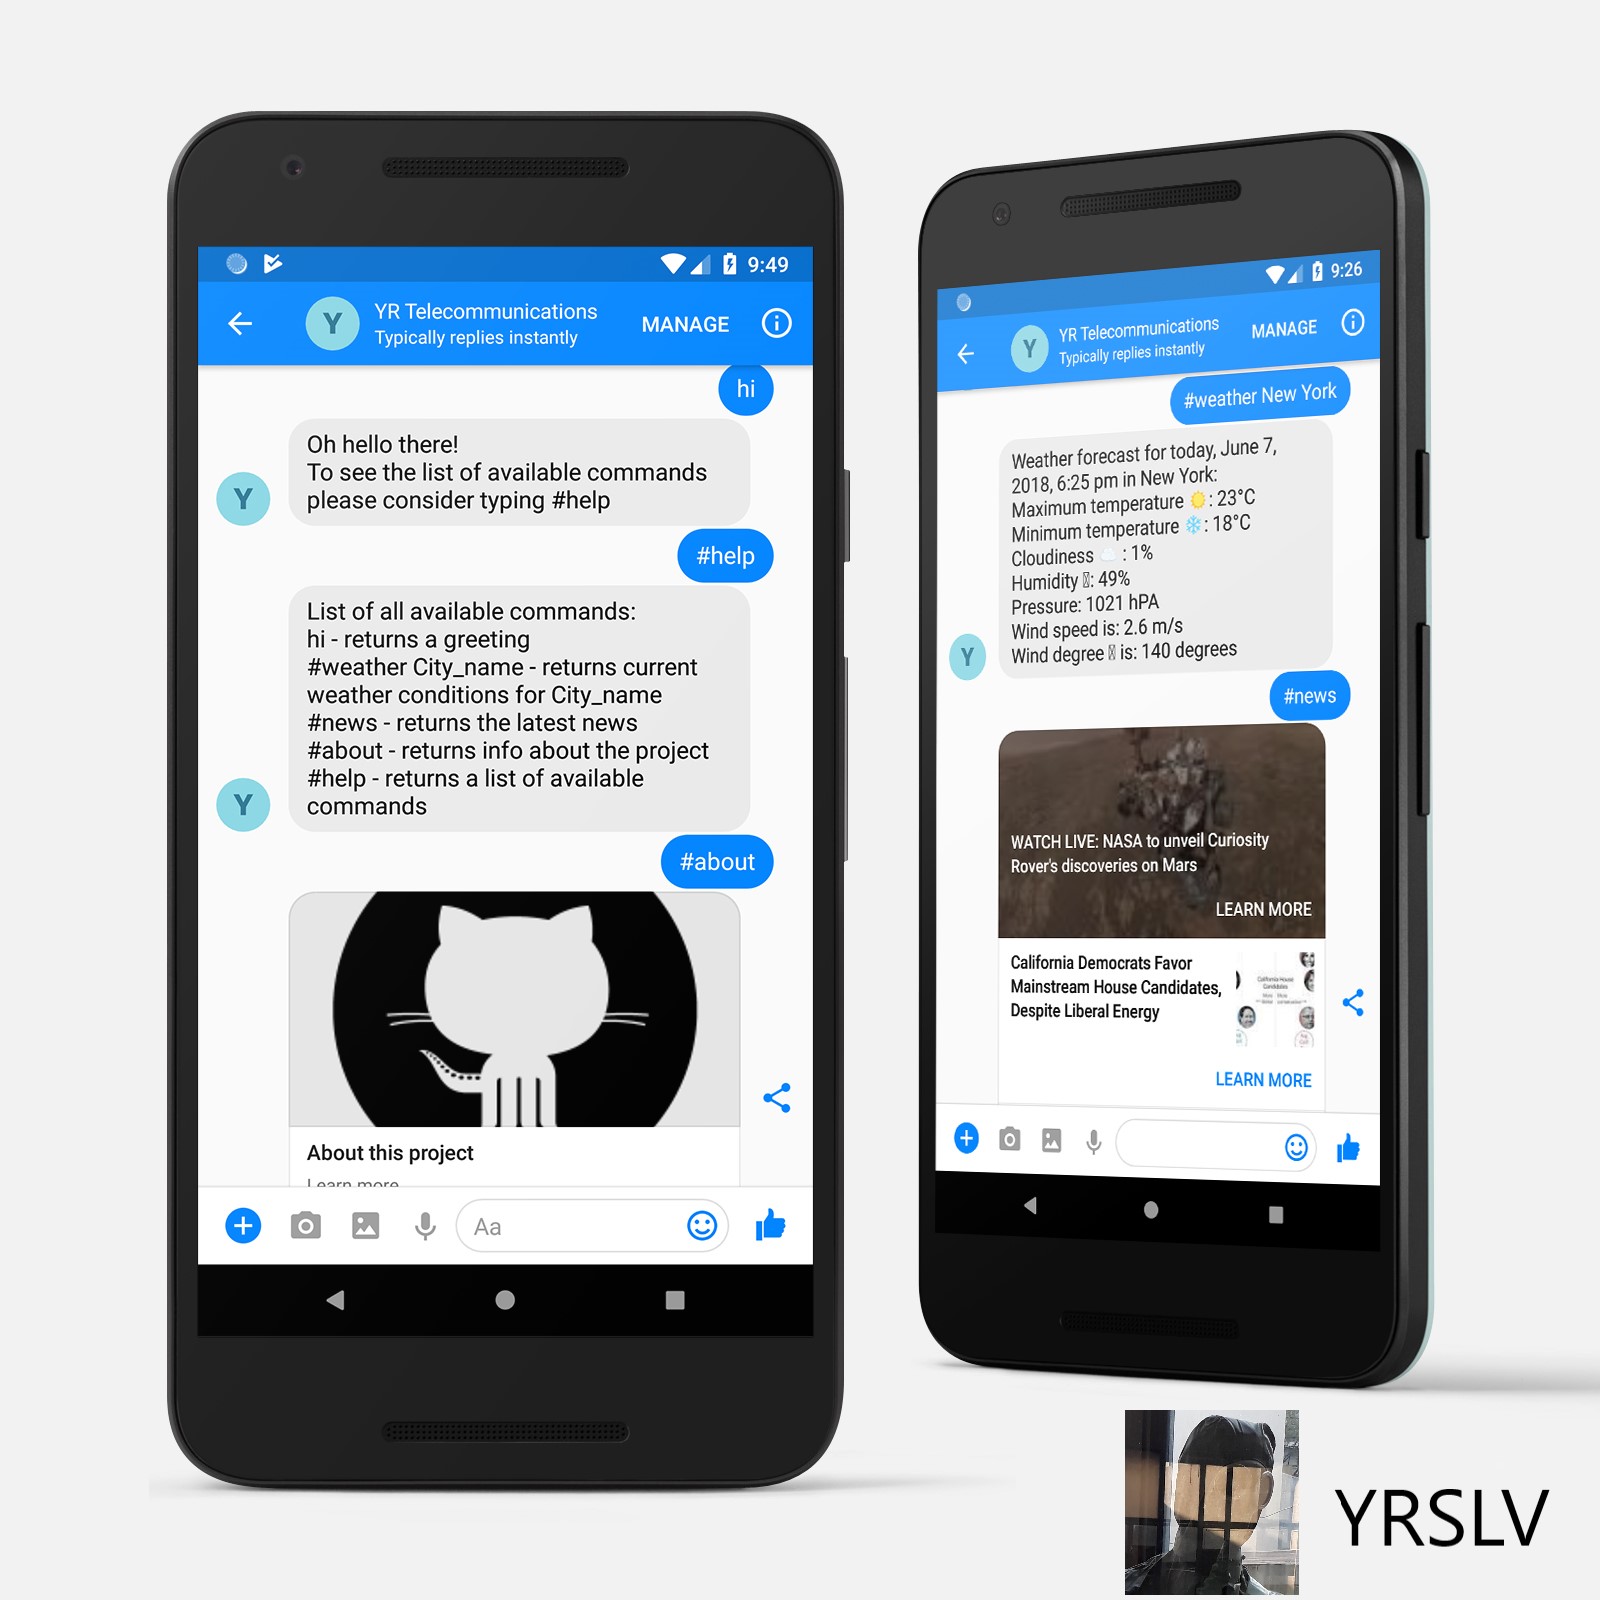 9:49
Y
YR Telecommunications
Typically replies instantly
MANAGE
hi
Oh hello there!
To see the list of available commands
please consider typing #help
Y
#help
List of all available commands:
hi - returns a greeting
#weather City_name - returns current
weather conditions for City_name
#news - returns the latest news
#about - returns info about the project
#help - returns a list of available
commands
Y
#about
About this project
Learn more
Aa
9:26
Y
YR Telecommunications
Typically replies instantly
MANAGE
#weather New York
Weather forecast for today, June 7,
2018, 6:25 pm in New York:
Maximum temperature ☀️: 23°C
Minimum temperature ❄️: 18°C
Cloudiness ☁️ : 1%
Humidity : 49%
Pressure: 1021 hPA
Wind speed is: 2.6 m/s
Wind degree is: 140 degrees
Y
#news
WATCH LIVE: NASA to unveil Curiosity
Rover's discoveries on Mars
LEARN MORE
California Democrats Favor
Mainstream House Candidates,
Despite Liberal Energy
California House
Candidates
LEARN MORE
YRSLV